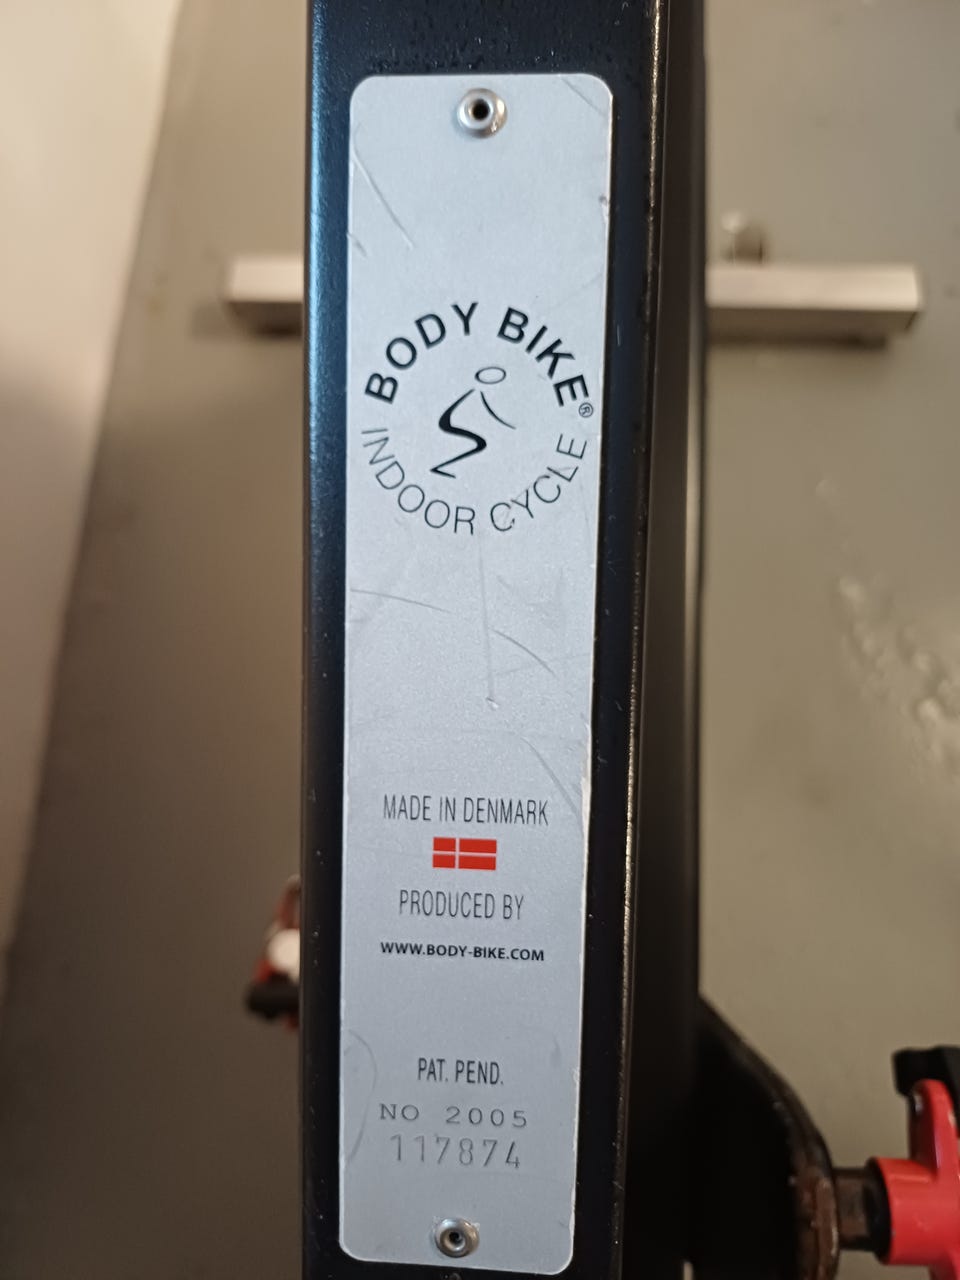 BODY BIKE®
INDOOR CYCLE
MADE IN DENMARK
PRODUCED BY
WWW.BODY-BIKE.COM
PAT. PEND.
NO 2005
117874